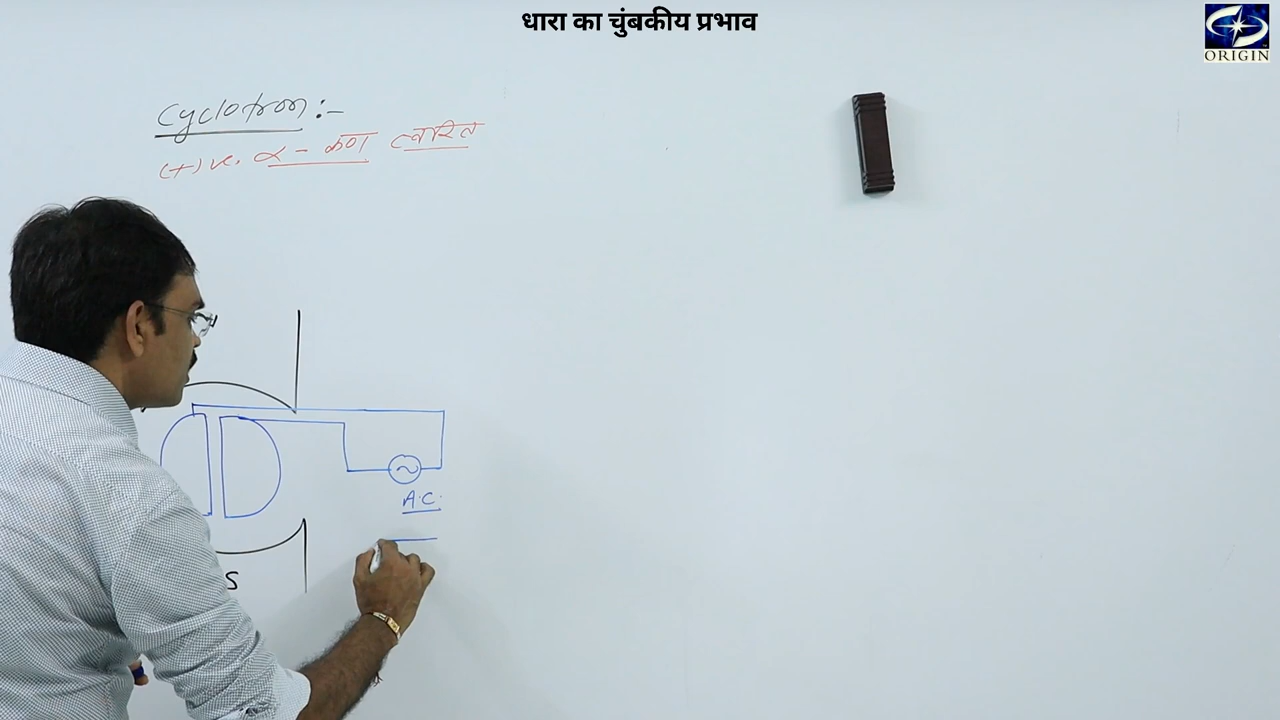 धारा का चुंबकीय प्रभाव
ORIGIN
Cyclotron :-
(+) ve. α - कण त्वरित
A.C.
S